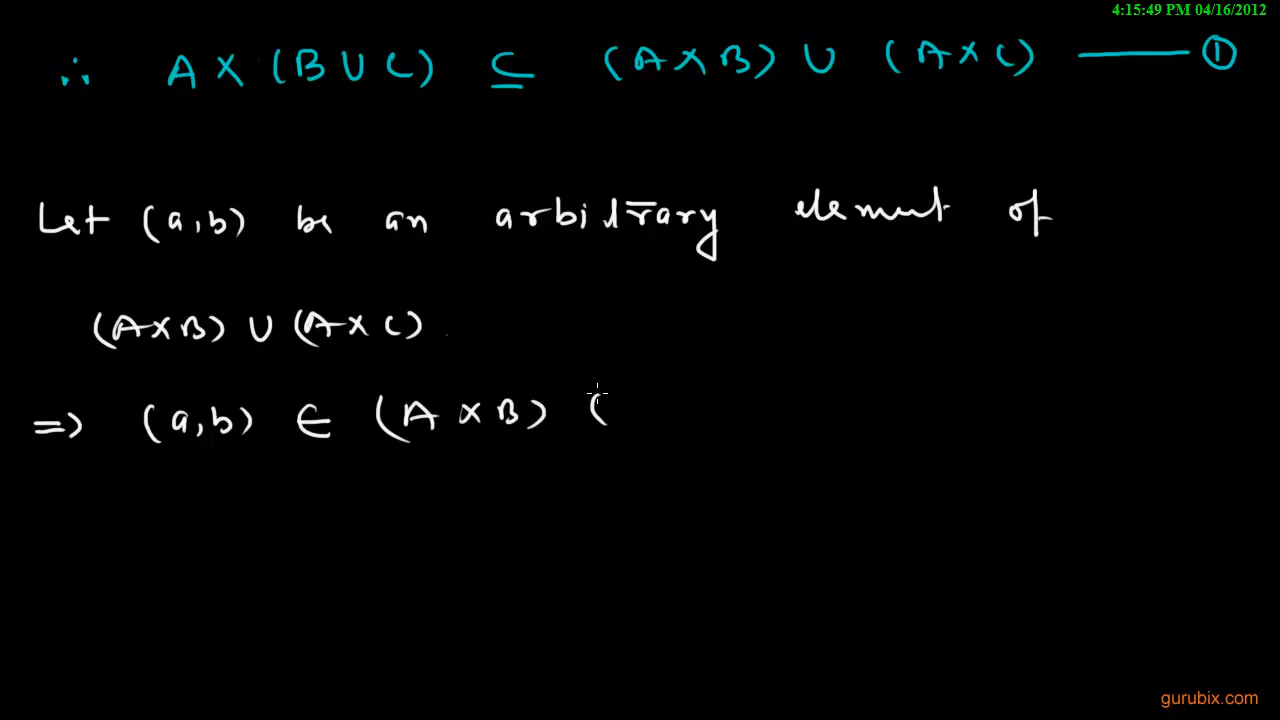 4:15:49 PM 04/16/2012
∴ A X (B U C) ⊆ (A X B) U (A X C) —— ①
Let (a,b) be an arbitrary element of
(A X B) U (A X C).
=> (a,b) ∈ (A X B) (
gurubix.com